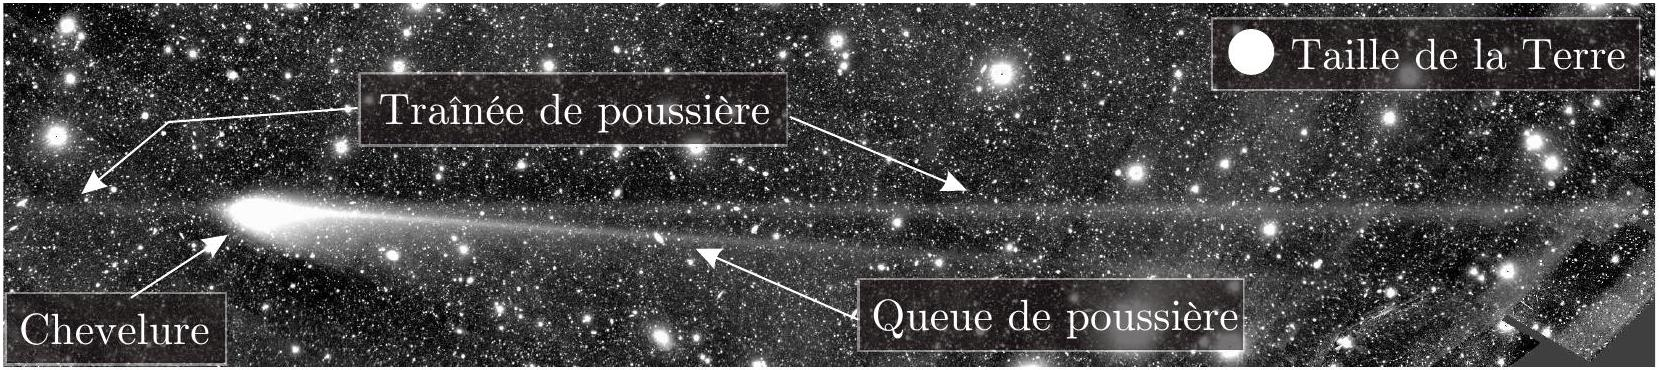 Taille de la Terre
Traînée de poussière
Queue de poussière
Chevelure